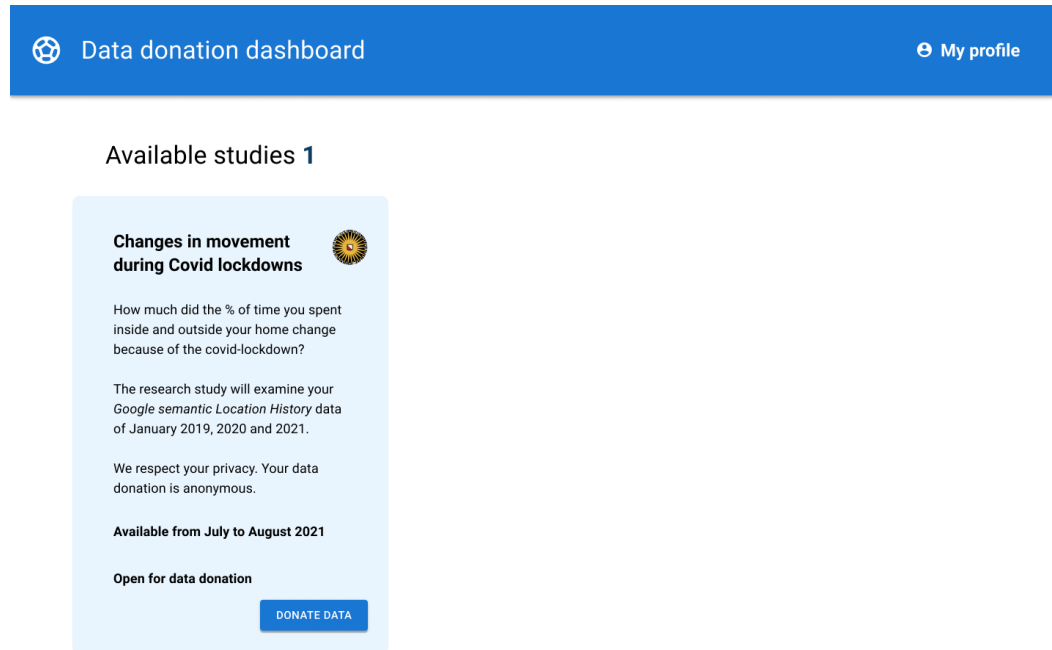 Data donation dashboard
My profile
Available studies 1
Changes in movement
during Covid lockdowns
How much did the % of time you spent
inside and outside your home change
because of the covid-lockdown?
The research study will examine your
Google semantic Location History data
of January 2019, 2020 and 2021.
We respect your privacy. Your data
donation is anonymous.
Available from July to August 2021
Open for data donation
DONATE DATA